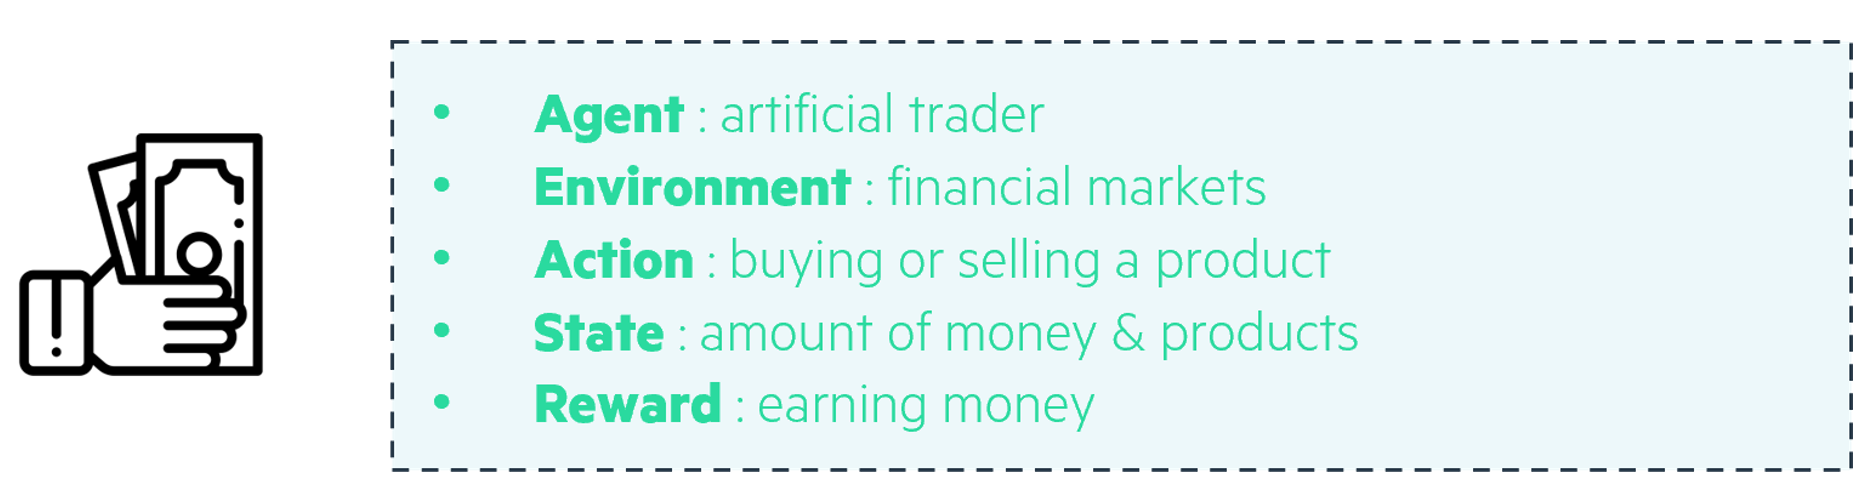 • Agent : artificial trader
• Environment : financial markets
• Action : buying or selling a product
• State : amount of money & products
• Reward : earning money